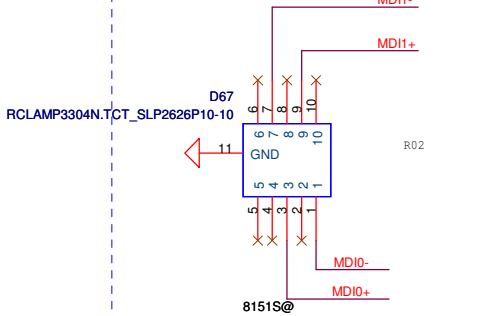 MDI1-
MDI1+
D67
RCLAMP3304N.TCT_SLP2626P10-10
6 7 8 9 10
6 7 8 9 10
R02
11
GND
5 4 3 2 1
5 4 3 2 1
MDI0-
MDI0+
8151S@